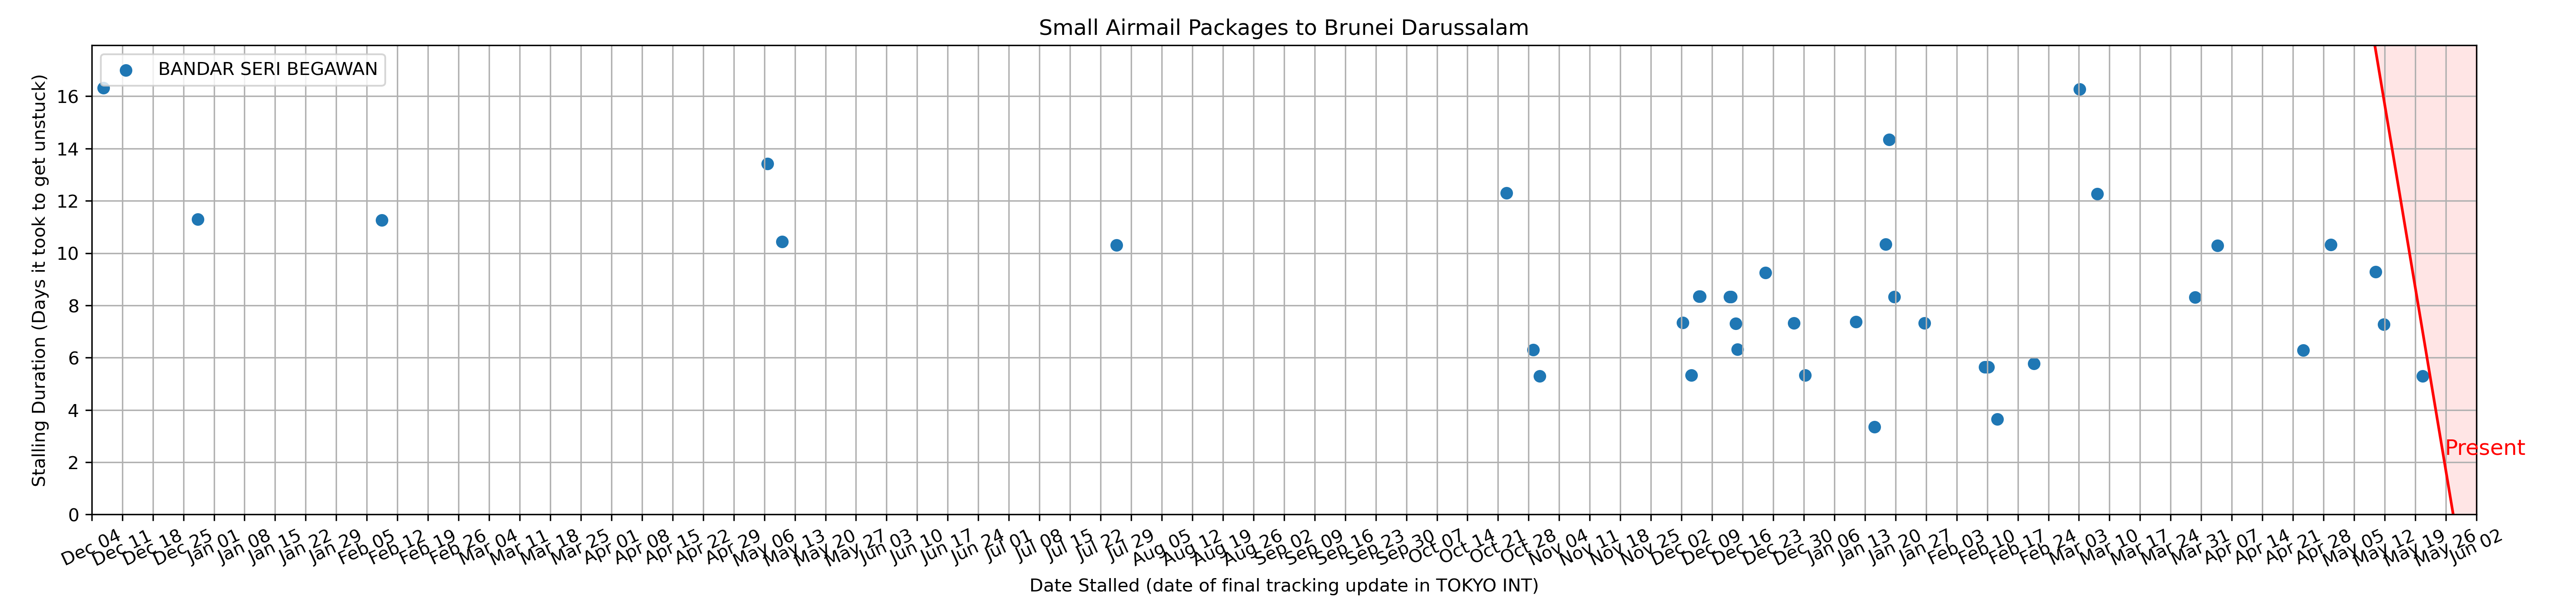 Small Airmail Packages to Brunei Darussalam
BANDAR SERI BEGAWAN
Stalling Duration (Days it took to get unstuck)
16
14
12
10
8
6
4
2
0
Present
Dec 04 Dec 11 Dec 18 Dec 25 Jan 01 Jan 08 Jan 15 Jan 22 Jan 29 Feb 05 Feb 12 Feb 19 Feb 26 Mar 04 Mar 11 Mar 18 Mar 25 Apr 01 Apr 08 Apr 15 Apr 22 Apr 29 May 06 May 13 May 20 May 27 Jun 03 Jun 10 Jun 17 Jun 24 Jul 01 Jul 08 Jul 15 Jul 22 Jul 29 Aug 05 Aug 12 Aug 19 Aug 26 Sep 02 Sep 09 Sep 16 Sep 23 Sep 30 Oct 07 Oct 14 Oct 21 Oct 28 Nov 04 Nov 11 Nov 18 Nov 25 Dec 02 Dec 09 Dec 16 Dec 23 Dec 30 Jan 06 Jan 13 Jan 20 Jan 27 Feb 03 Feb 10 Feb 17 Feb 24 Mar 03 Mar 10 Mar 17 Mar 24 Mar 31 Apr 07 Apr 14 Apr 21 Apr 28 May 05 May 12 May 19 May 26 Jun 02
Date Stalled (date of final tracking update in TOKYO INT)